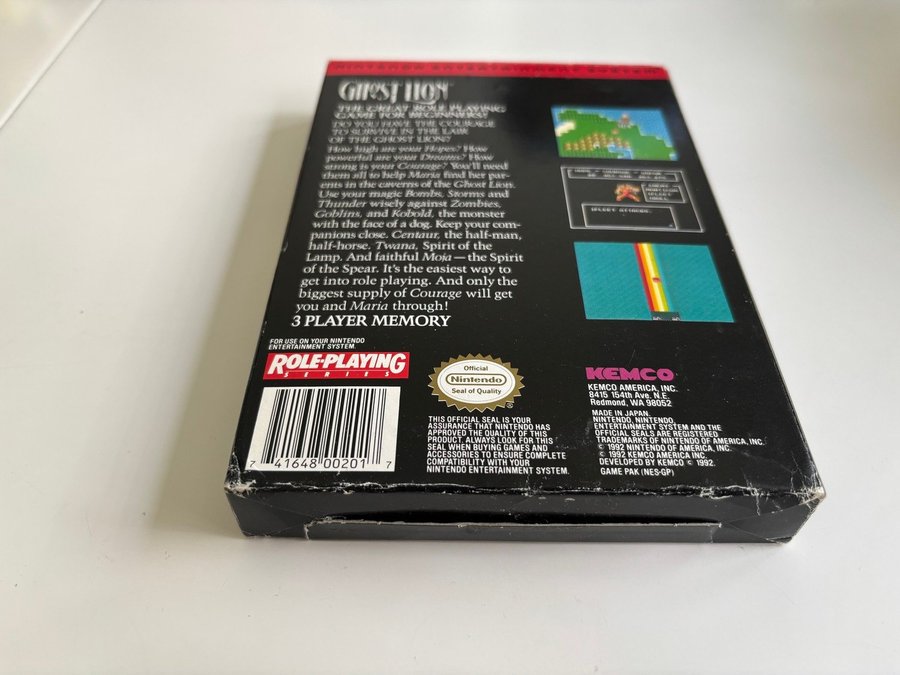 NINTENDO ENTERTAINMENT SYSTEM
GHOST LION
THE GREAT ROLE PLAYING
GAME FOR BEGINNERS!
DO YOU HAVE THE COURAGE
TO SURVIVE IN THE LAIR
OF THE GHOST LION?
How high are your Hopes? How
powerful are your Dreams? How
strong is your Courage? You'll need
them all to help Maria find her par-
ents in the caverns of the Ghost Lion.
Use your magic Bombs, Storms and
Thunder wisely against Zombies,
Goblins, and Kobold, the monster
with the face of a dog. Keep your com-
panions close. Centaur, the half-man,
half-horse. Twana, Spirit of the
Lamp. And faithful Moja — the Spirit
of the Spear. It's the easiest way to
get into role playing. And only the
biggest supply of Courage will get
you and Maria through!
3 PLAYER MEMORY
FOR USE ON YOUR NINTENDO
ENTERTAINMENT SYSTEM.
ROLE-PLAYING
SERIES
7 41648 00201 7
Official
Nintendo
Seal of Quality
®
THIS OFFICIAL SEAL IS YOUR
ASSURANCE THAT NINTENDO HAS
APPROVED THE QUALITY OF THIS
PRODUCT. ALWAYS LOOK FOR THIS
SEAL WHEN BUYING GAMES AND
ACCESSORIES TO ENSURE COMPLETE
COMPATIBILITY WITH YOUR
NINTENDO ENTERTAINMENT SYSTEM.
KEMCO
KEMCO AMERICA, INC.
8415 154th Ave. N.E.
Redmond, WA 98052
MADE IN JAPAN.
NINTENDO, NINTENDO
ENTERTAINMENT SYSTEM AND THE
OFFICIAL SEALS ARE REGISTERED
TRADEMARKS OF NINTENDO OF AMERICA, INC.
© 1992 NINTENDO OF AMERICA, INC.
© 1992 KEMCO AMERICA INC.
DEVELOPED BY KEMCO © 1992.
GAME PAK (NES-GP)